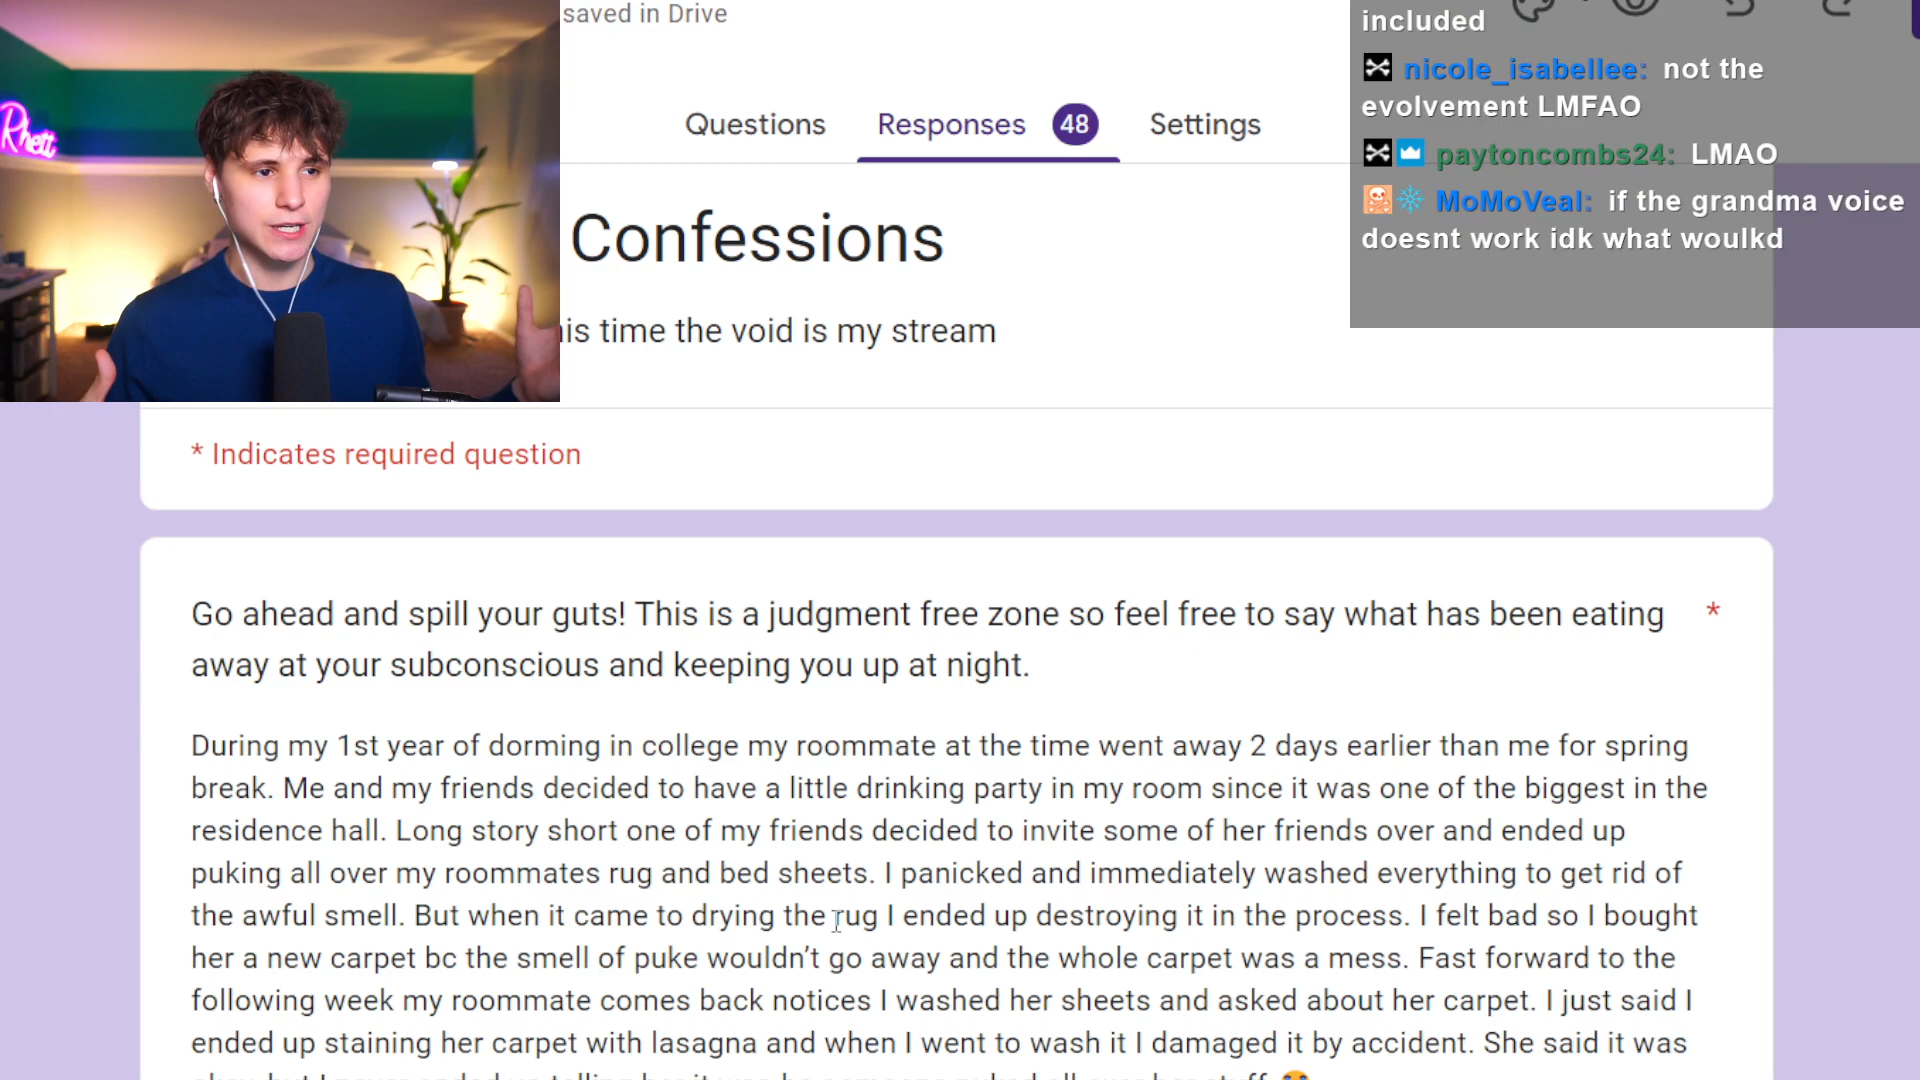 saved in Drive
Rhett
Questions
Responses
48
Settings
Confessions
his time the void is my stream
included
nicole_isabellee: not the
evolvement LMFAO
paytoncombs24: LMAO
MoMoVeal: if the grandma voice
doesnt work idk what woulkd
* Indicates required question
Go ahead and spill your guts! This is a judgment free zone so feel free to say what has been eating *
away at your subconscious and keeping you up at night.
During my 1st year of dorming in college my roommate at the time went away 2 days earlier than me for spring
break. Me and my friends decided to have a little drinking party in my room since it was one of the biggest in the
residence hall. Long story short one of my friends decided to invite some of her friends over and ended up
puking all over my roommates rug and bed sheets. I panicked and immediately washed everything to get rid of
the awful smell. But when it came to drying the rug I ended up destroying it in the process. I felt bad so I bought
her a new carpet bc the smell of puke wouldn’t go away and the whole carpet was a mess. Fast forward to the
following week my roommate comes back notices I washed her sheets and asked about her carpet. I just said I
ended up staining her carpet with lasagna and when I went to wash it I damaged it by accident. She said it was